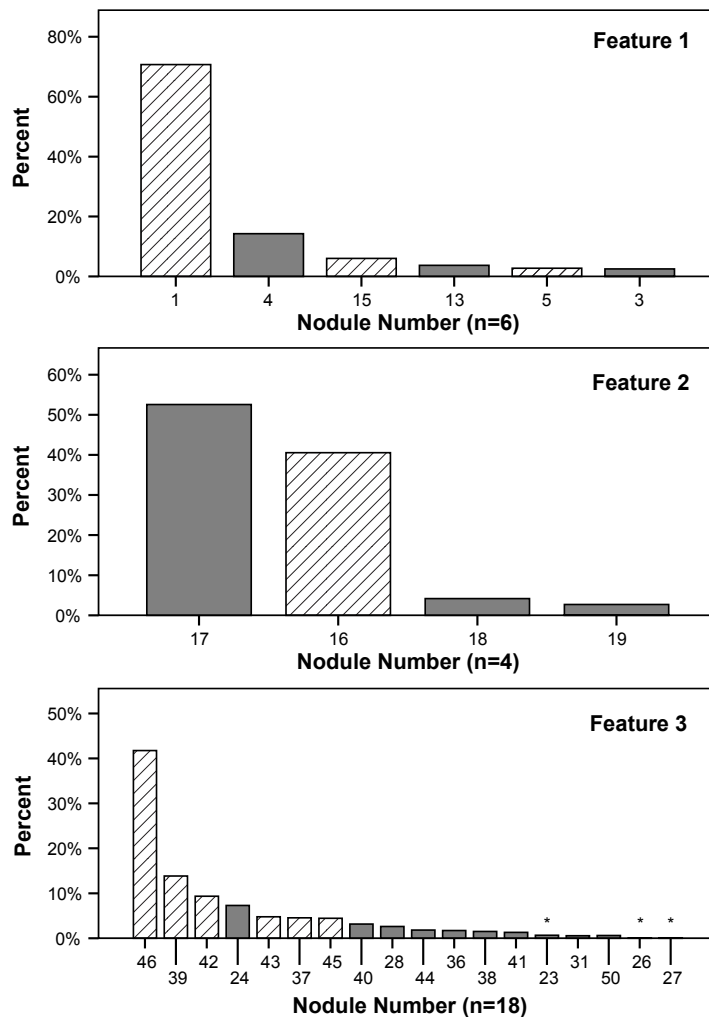 Feature 1
Percent
80%
60%
40%
20%
0%
1 4 15 13 5 3
Nodule Number (n=6)
Feature 2
Percent
60%
50%
40%
30%
20%
10%
0%
17 16 18 19
Nodule Number (n=4)
Feature 3
Percent
50%
40%
30%
20%
10%
0%
* * *
46 42 43 45 28 36 41 31 26
39 24 37 40 44 38 23 50 27
Nodule Number (n=18)